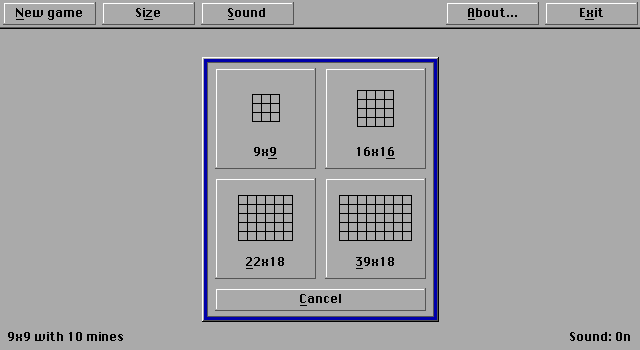 New game Size Sound About... Exit
9x9 16x16
22x18 39x18
Cancel
9x9 with 10 mines Sound: On